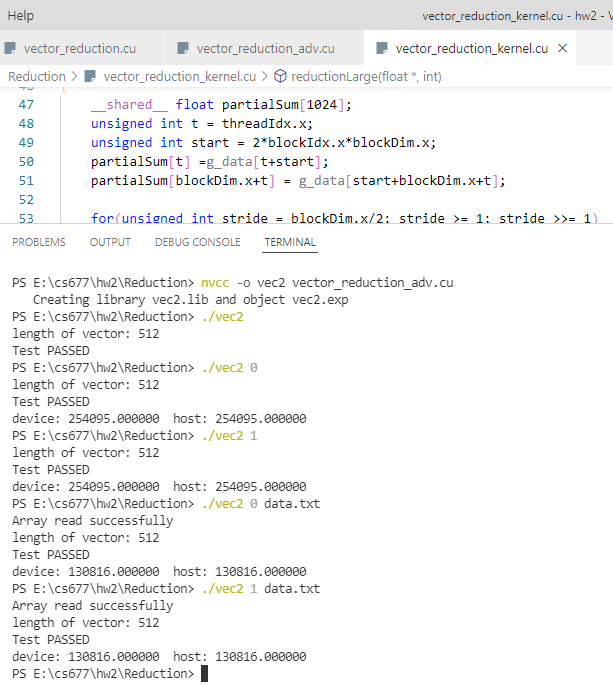 Help vector_reduction_kernel.cu - hw2 - V
vector_reduction.cu vector_reduction_adv.cu vector_reduction_kernel.cu ×
Reduction > vector_reduction_kernel.cu > reductionLarge(float *, int)
46 {
47 __shared__ float partialSum[1024];
48 unsigned int t = threadIdx.x;
49 unsigned int start = 2*blockIdx.x*blockDim.x;
50 partialSum[t] =g_data[t+start];
51 partialSum[blockDim.x+t] = g_data[start+blockDim.x+t];
52
53 for(unsigned int stride = blockDim.x/2; stride >= 1; stride >>= 1)
PROBLEMS OUTPUT DEBUG CONSOLE TERMINAL
PS E:\cs677\hw2\Reduction> nvcc -o vec2 vector_reduction_adv.cu
Creating library vec2.lib and object vec2.exp
PS E:\cs677\hw2\Reduction> ./vec2
length of vector: 512
Test PASSED
PS E:\cs677\hw2\Reduction> ./vec2 0
length of vector: 512
Test PASSED
device: 254095.000000 host: 254095.000000
PS E:\cs677\hw2\Reduction> ./vec2 1
length of vector: 512
Test PASSED
device: 254095.000000 host: 254095.000000
PS E:\cs677\hw2\Reduction> ./vec2 0 data.txt
Array read successfully
length of vector: 512
Test PASSED
device: 130816.000000 host: 130816.000000
PS E:\cs677\hw2\Reduction> ./vec2 1 data.txt
Array read successfully
length of vector: 512
Test PASSED
device: 130816.000000 host: 130816.000000
PS E:\cs677\hw2\Reduction>